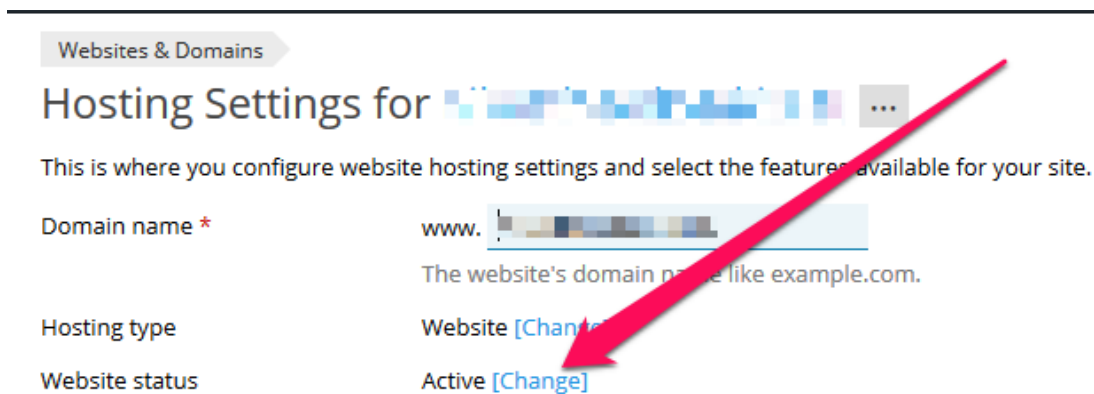 Websites & Domains
Hosting Settings for ...
This is where you configure website hosting settings and select the features available for your site.
Domain name *
www.
The website's domain name like example.com.
Hosting type Website [Change]
Website status Active [Change]